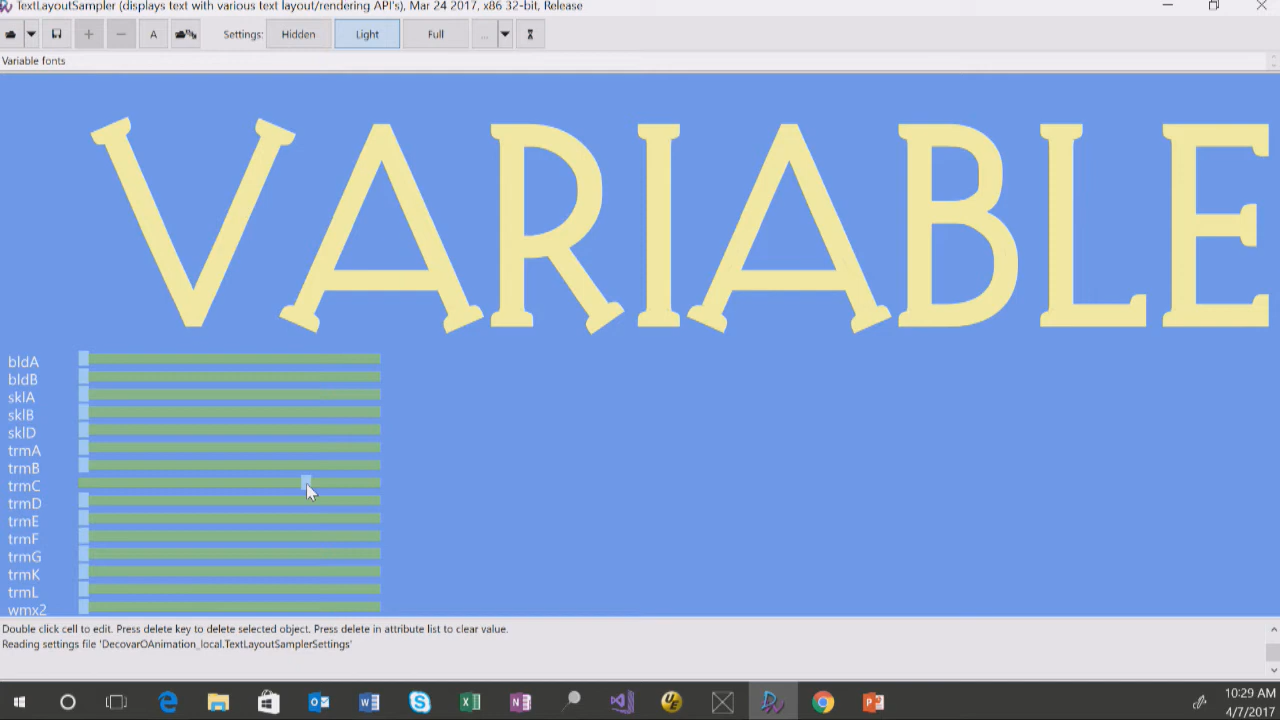 TextLayoutSampler (displays text with various text layout/rendering API's), Mar 24 2017, x86 32-bit, Release
A Settings: Hidden Light Full ...
Variable fonts
VARIABLE
bldA
bldB
sklA
sklB
sklD
trmA
trmB
trmC
trmD
trmE
trmF
trmG
trmK
trmL
wmx2
Double click cell to edit. Press delete key to delete selected object. Press delete in attribute list to clear value.
Reading settings file 'DecovarOAnimation_local.TextLayoutSamplerSettings'
10:29 AM
4/7/2017